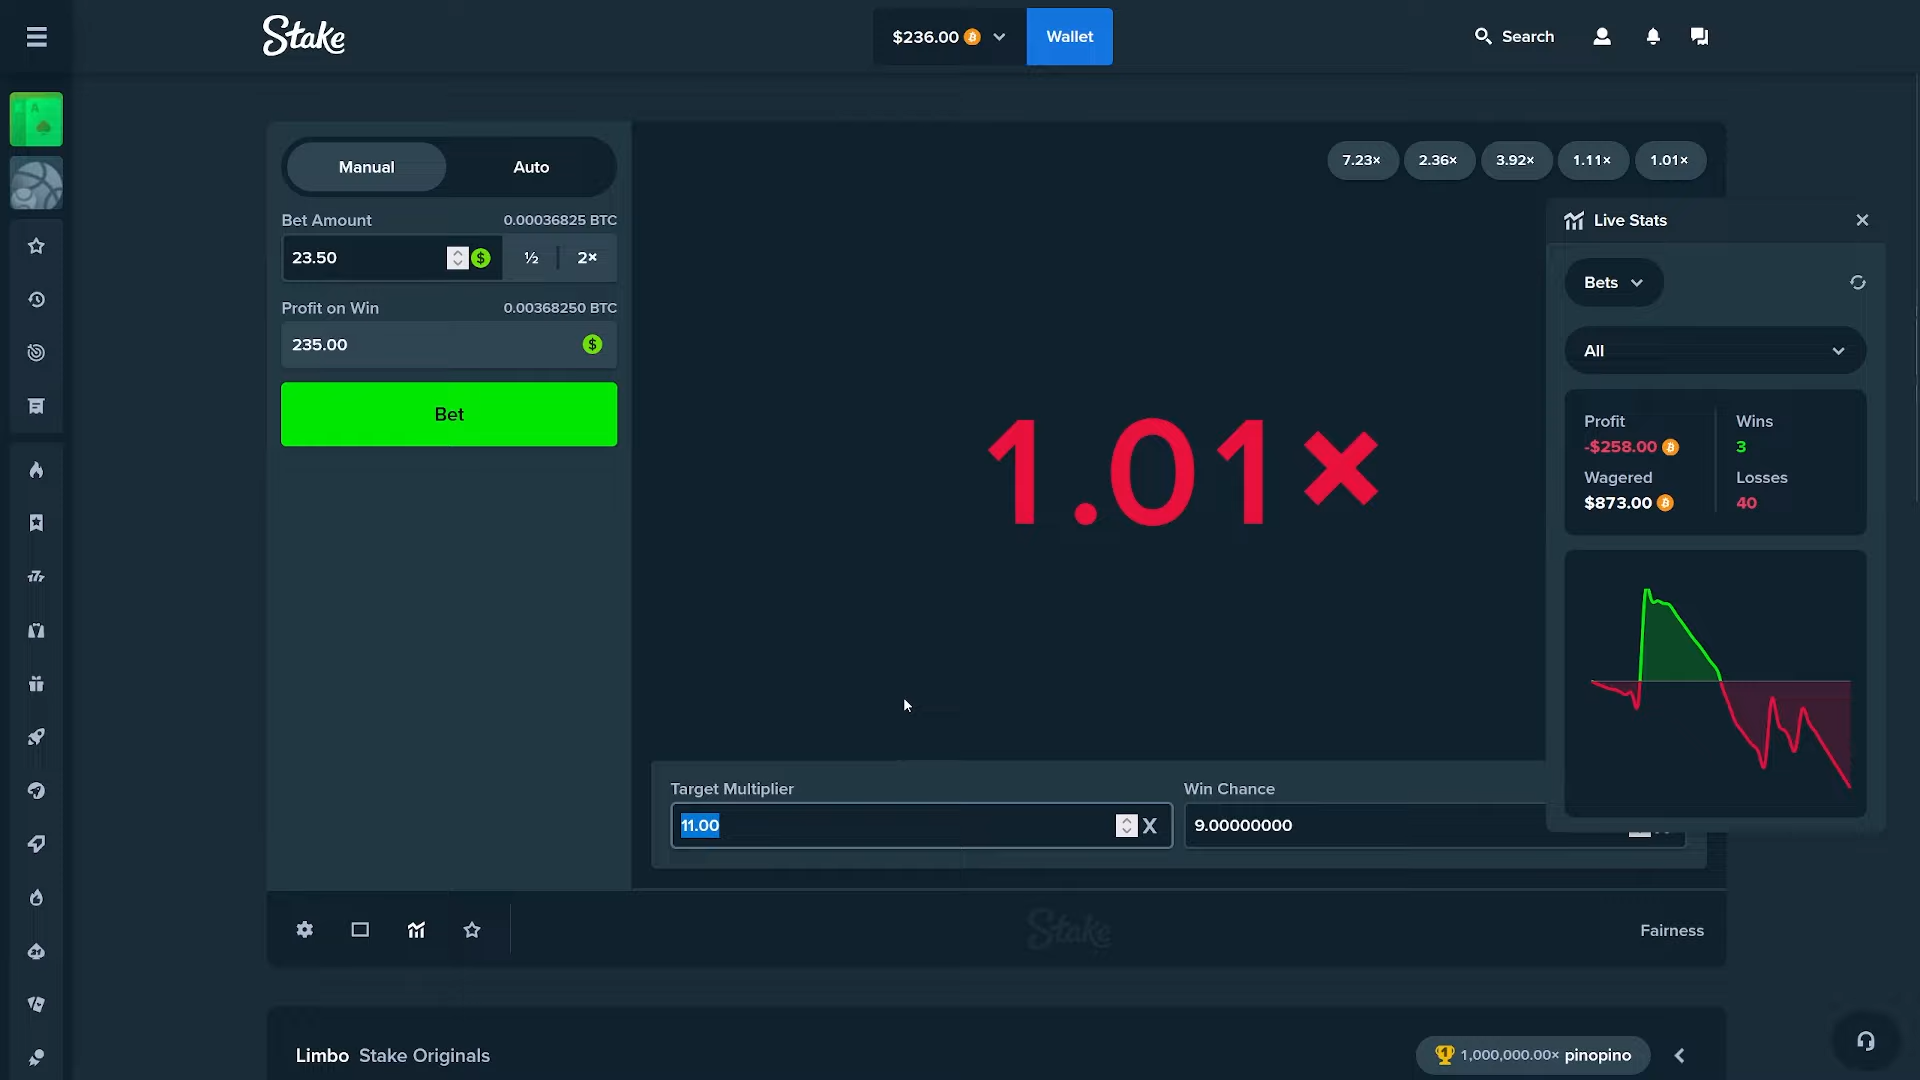 Stake
$236.00
Wallet
Search
Manual
Auto
7.23×
2.36×
3.92×
1.11×
1.01×
Bet Amount
0.00036825 BTC
23.50
$
½
2×
Profit on Win
0.00368250 BTC
235.00
$
Bet
1.01×
Live Stats
Bets
All
Profit
Wins
-$258.00
3
Wagered
Losses
$873.00
40
Target Multiplier
Win Chance
11.00
X
9.00000000
Stake
Fairness
Limbo
Stake Originals
1,000,000.00× pinopino